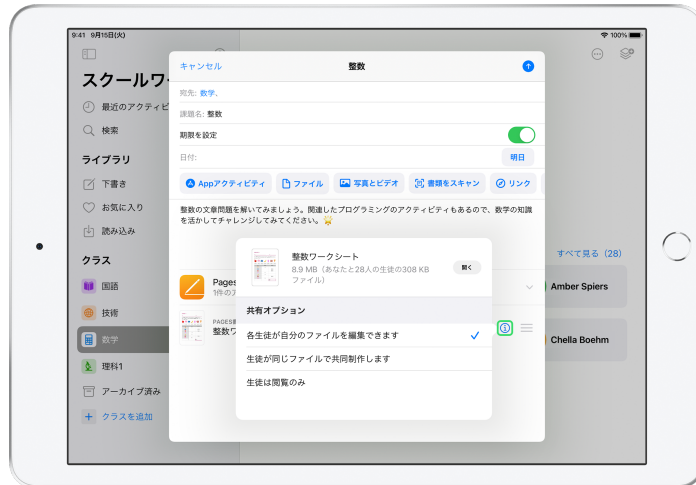 9:41 9月15日(火)
100%
スクールワ
最近のアクティビ
検索
ライブラリ
下書き
お気に入り
読み込み
クラス
国語
技術
数学
理科1
アーカイブ済み
クラスを追加
キャンセル
整数
宛先: 数学、
課題名: 整数
期限を設定
日付:
明日
Appアクティビティ
ファイル
写真とビデオ
書類をスキャン
リンク
整数の文章問題を解いてみましょう。関連したプログラミングのアクティビティもあるので、数学の知識
を活かしてチャレンジしてみてください。
Pages
1件の
PAGES
整数ワ
整数ワークシート
8.9 MB（あなたと28人の生徒の308 KB
ファイル）
開く
共有オプション
各生徒が自分のファイルを編集できます
生徒が同じファイルで共同制作します
生徒は閲覧のみ
すべて見る（28）
Amber Spiers
Chella Boehm